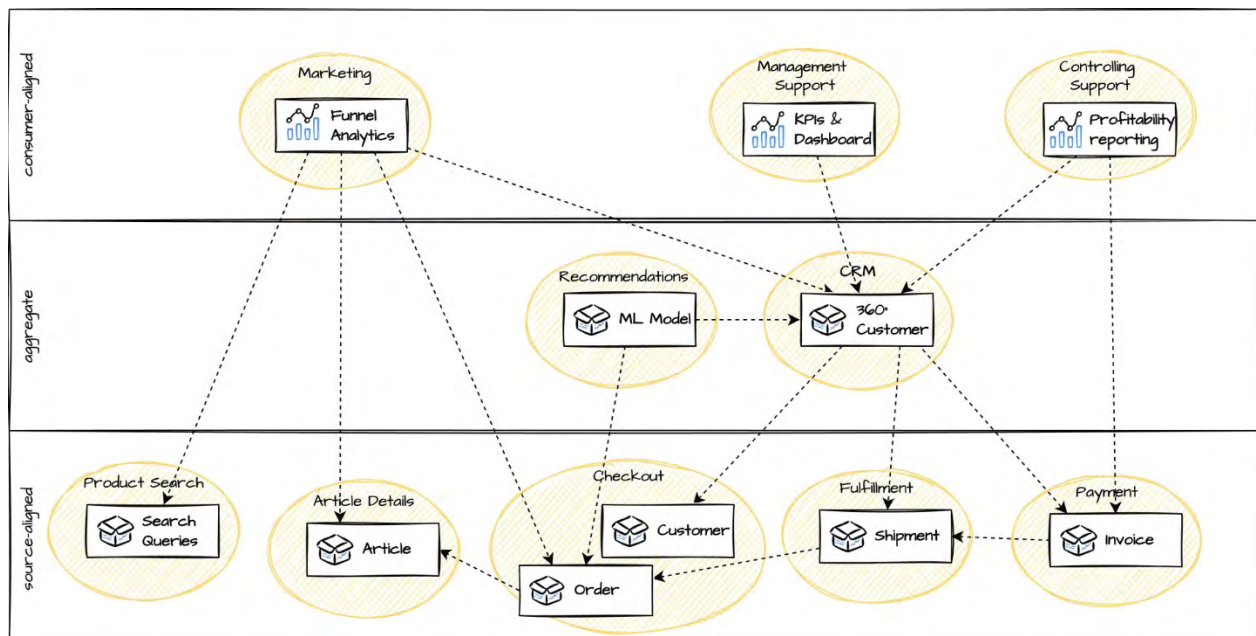 consumer-aligned
Marketing
Funnel
Analytics
Management
Support
KPIs &
Dashboard
Controlling
Support
Profitability
reporting
aggregate
Recommendations
ML Model
CRM
360°
Customer
source-aligned
Product Search
Search
Queries
Article Details
Article
Checkout
Customer
Order
Fulfillment
Shipment
Payment
Invoice